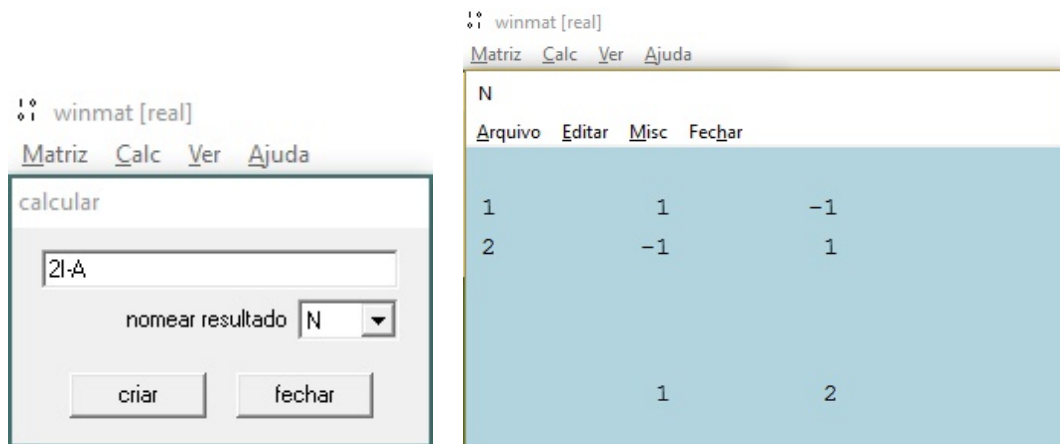 winmat [real]
Matriz Calc Ver Ajuda
calcular
2I-A
nomear resultado N
criar fechar
winmat [real]
Matriz Calc Ver Ajuda
N
Arquivo Editar Misc Fechar
1 1 -1
2 -1 1
1 2